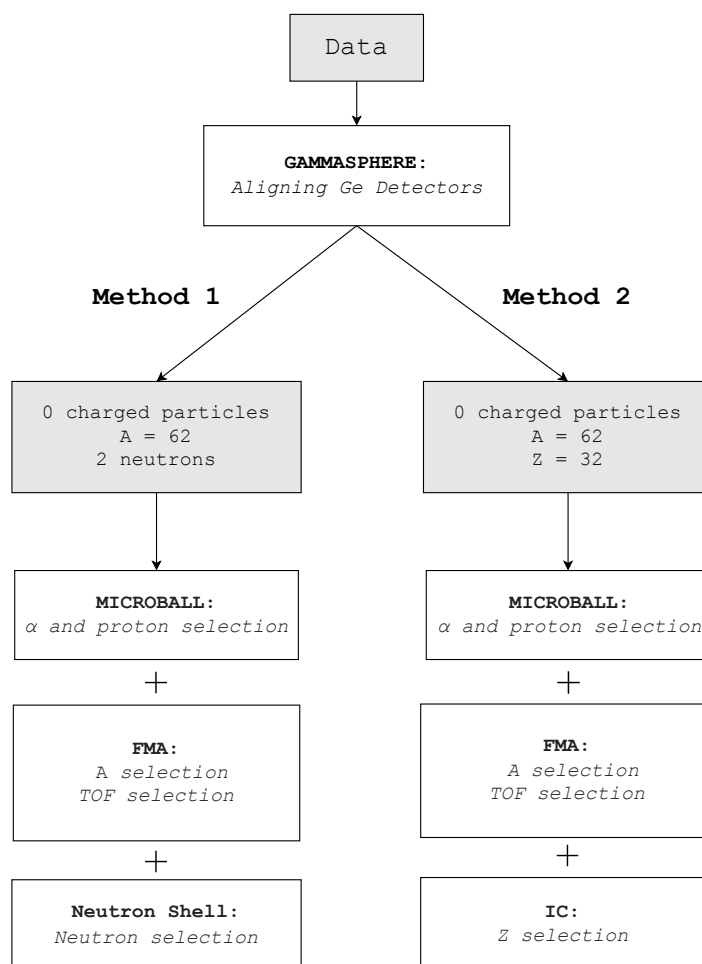 Data
GAMMASPHERE:
Aligning Ge Detectors
Method 1
Method 2
0 charged particles
A = 62
2 neutrons
0 charged particles
A = 62
Z = 32
MICROBALL:
α and proton selection
MICROBALL:
α and proton selection
+
+
FMA:
A selection
TOF selection
FMA:
A selection
TOF selection
+
+
Neutron Shell:
Neutron selection
IC:
Z selection